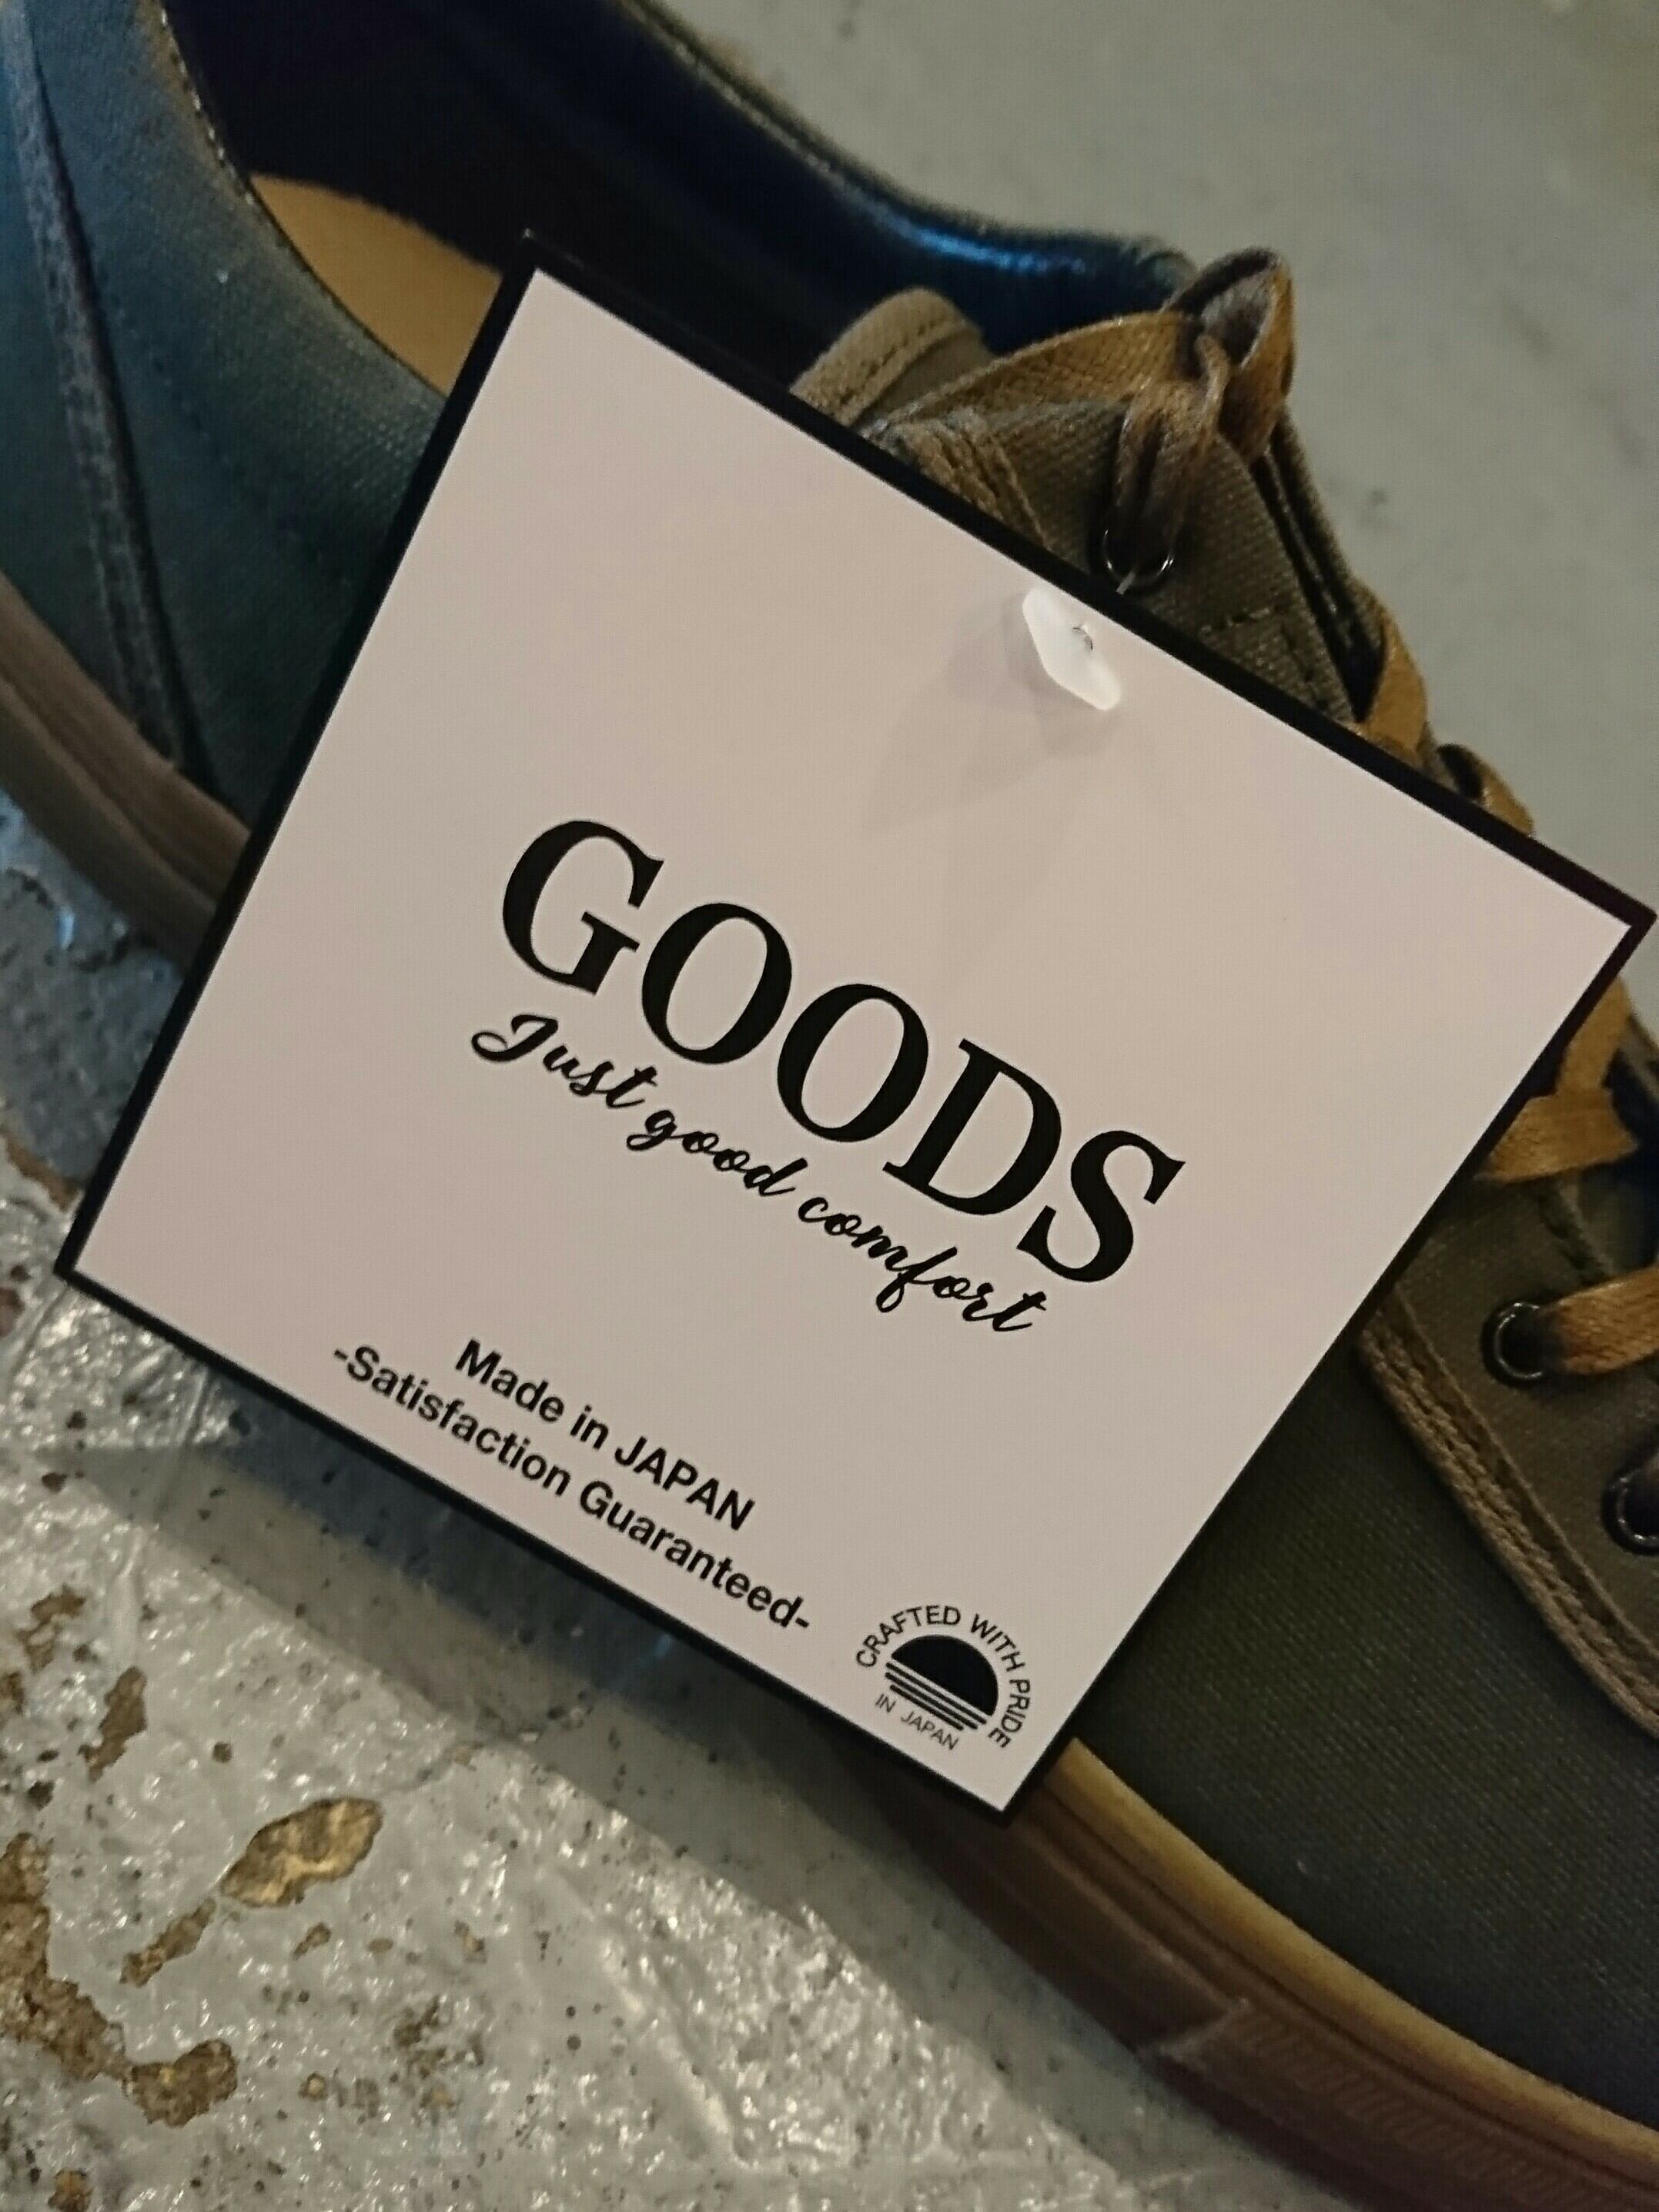 GOODS
Just good comfort
Made in JAPAN
-Satisfaction Guaranteed-
CRAFTED WITH PRIDE
IN JAPAN